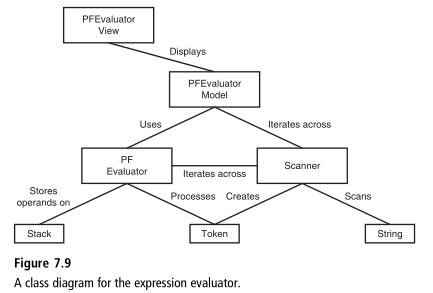 PFEvaluator
View
Displays
PFEvaluator
Model
Uses
Iterates across
PF
Evaluator
Iterates across
Scanner
Stores
operands on
Processes
Creates
Scans
Stack
Token
String
Figure 7.9
A class diagram for the expression evaluator.